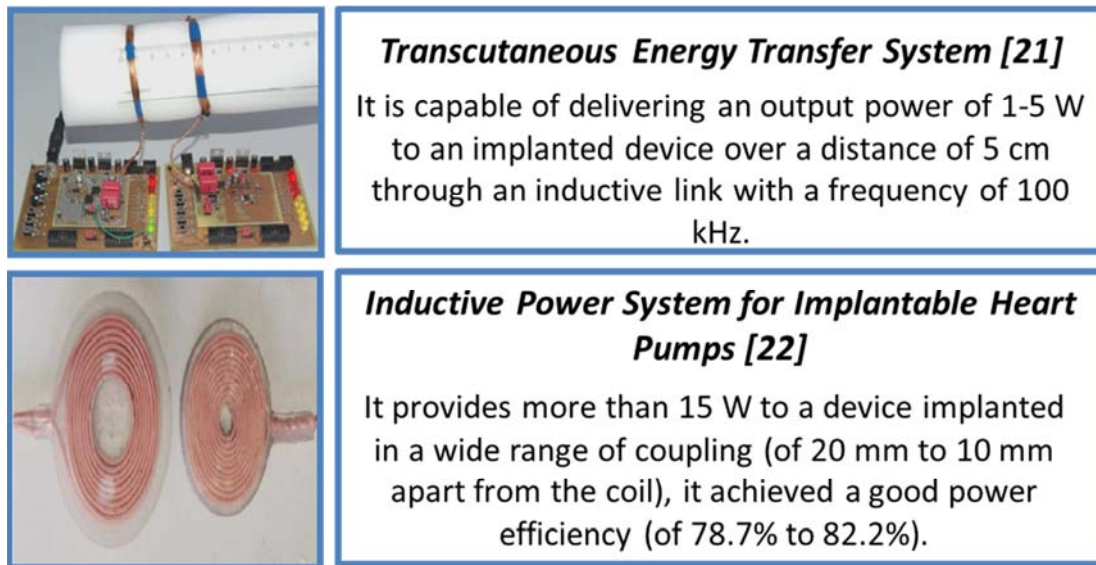 Transcutaneous Energy Transfer System [21]
It is capable of delivering an output power of 1-5 W
to an implanted device over a distance of 5 cm
through an inductive link with a frequency of 100
kHz.
Inductive Power System for Implantable Heart
Pumps [22]
It provides more than 15 W to a device implanted
in a wide range of coupling (of 20 mm to 10 mm
apart from the coil), it achieved a good power
efficiency (of 78.7% to 82.2%).